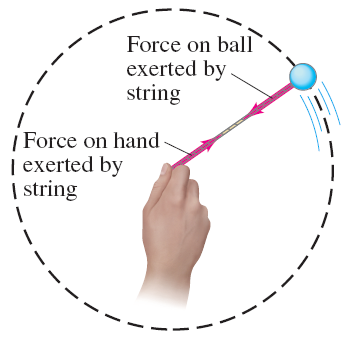 Force on ball
exerted by
string
Force on hand
exerted by
string